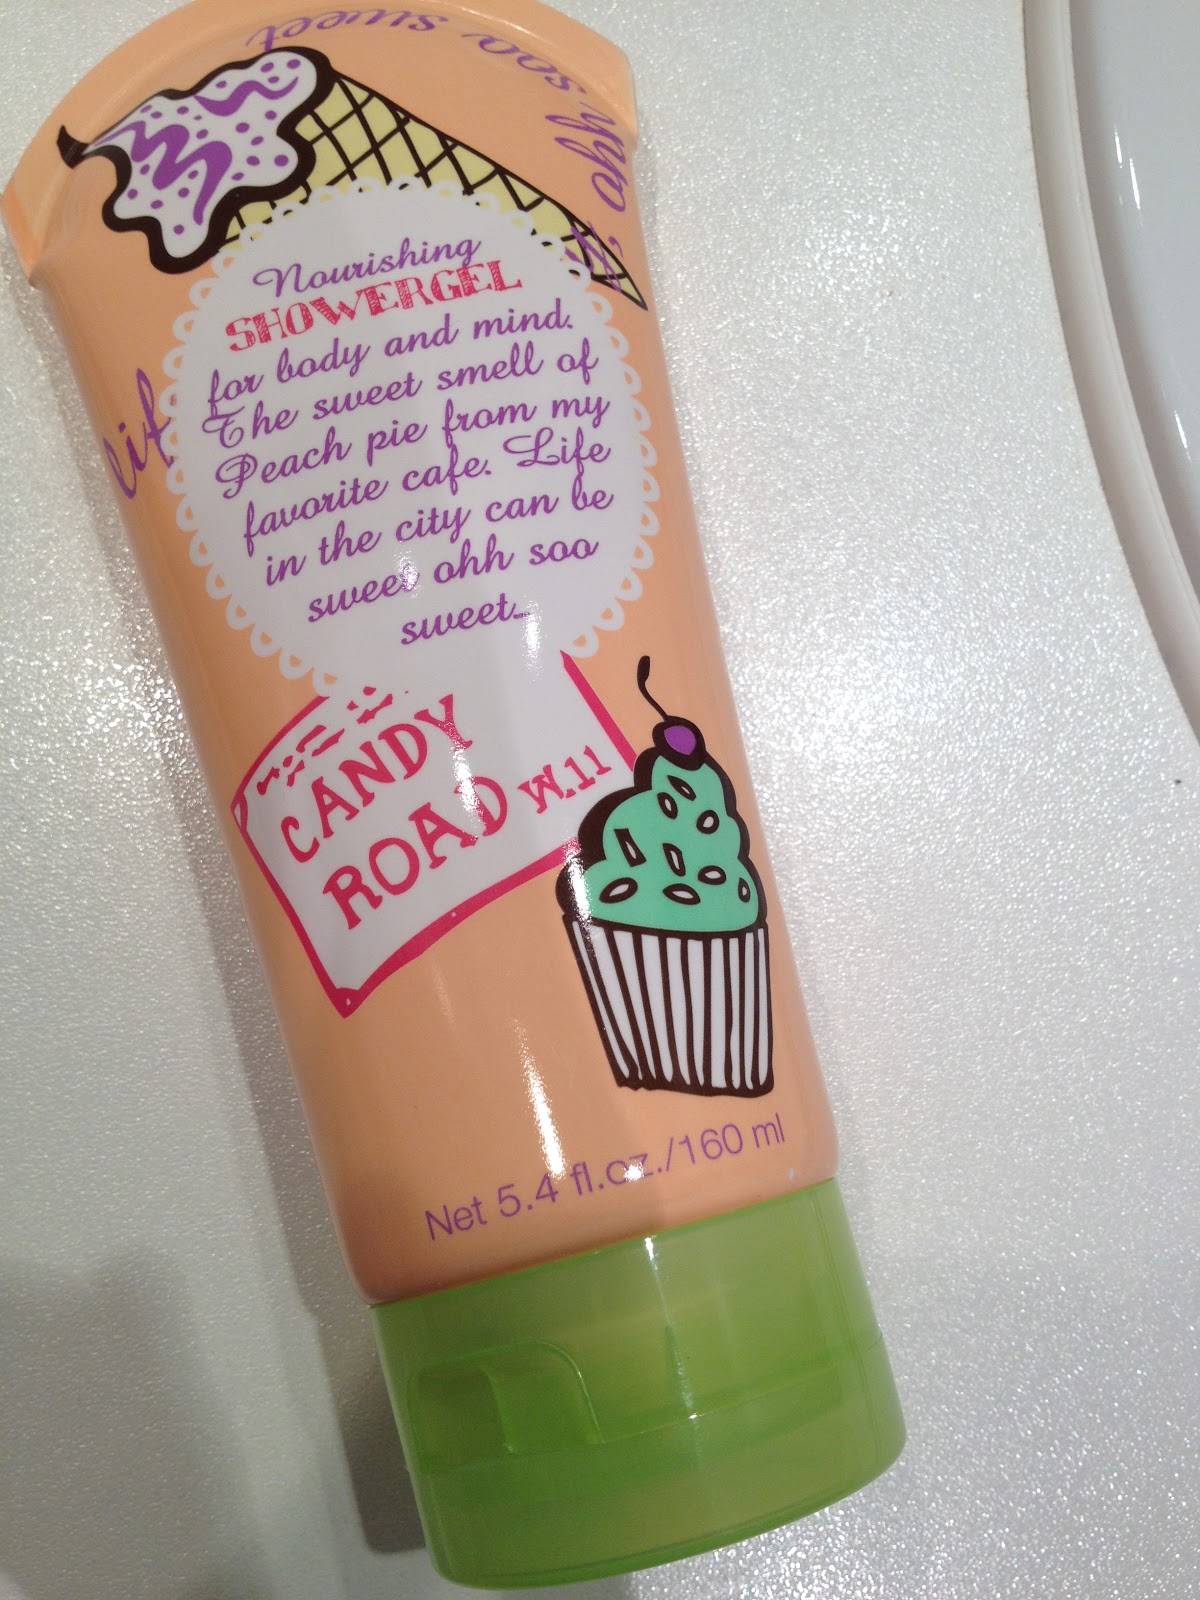 , ohh soo sweet
lif
Nourishing
SHOWERGEL
for body and mind.
The sweet smell of
Peach pie from my
favorite cafe. Life
in the city can be
sweet ohh soo
sweet...
CANDY
ROAD W.11
Net 5.4 fl.oz./160 ml